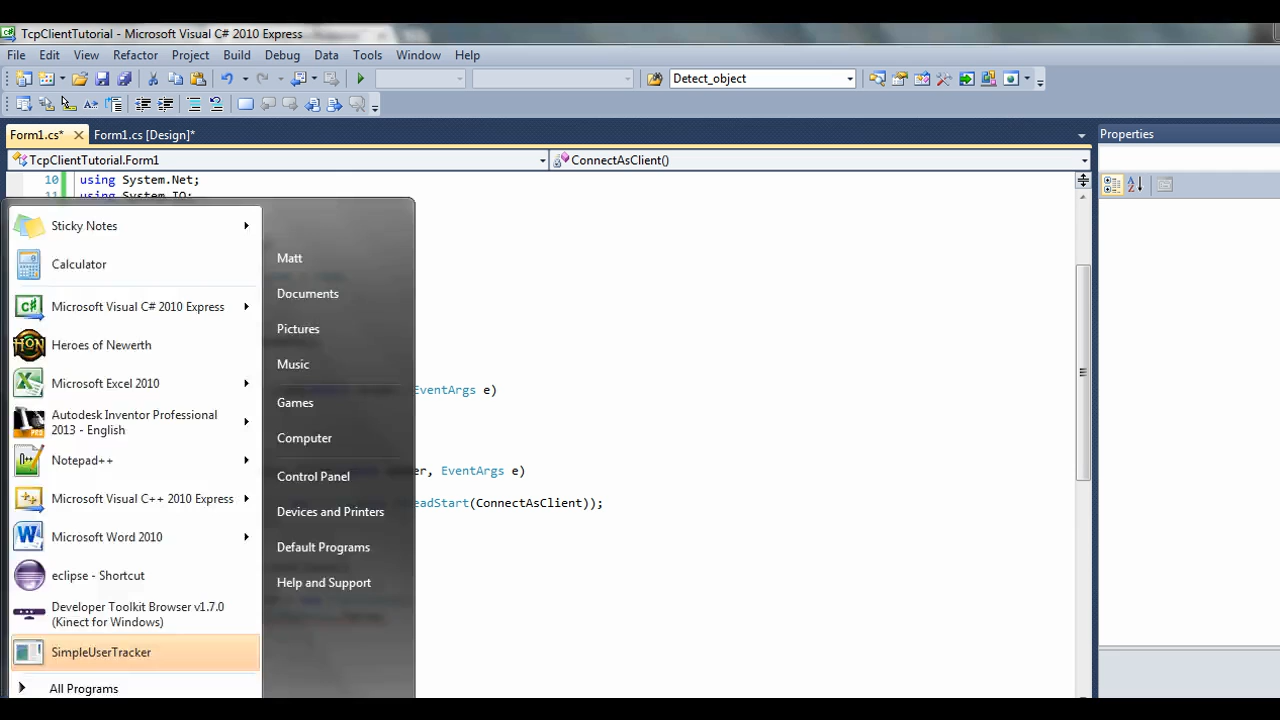 TcpClientTutorial - Microsoft Visual C# 2010 Express
File Edit View Refactor Project Build Debug Data Tools Window Help
Detect_object
Form1.cs* Form1.cs [Design]*
Properties
TcpClientTutorial.Form1
ConnectAsClient()
10 using System.Net;
11 using System.IO;
Sticky Notes
Calculator
Microsoft Visual C# 2010 Express
Heroes of Newerth
Microsoft Excel 2010
Autodesk Inventor Professional
2013 - English
Notepad++
Microsoft Visual C++ 2010 Express
Microsoft Word 2010
eclipse - Shortcut
Developer Toolkit Browser v1.7.0
(Kinect for Windows)
SimpleUserTracker
All Programs
Matt
Documents
Pictures
Music
Games
Computer
Control Panel
Devices and Printers
Default Programs
Help and Support
EventArgs e)
EventArgs e)
(ConnectAsClient));